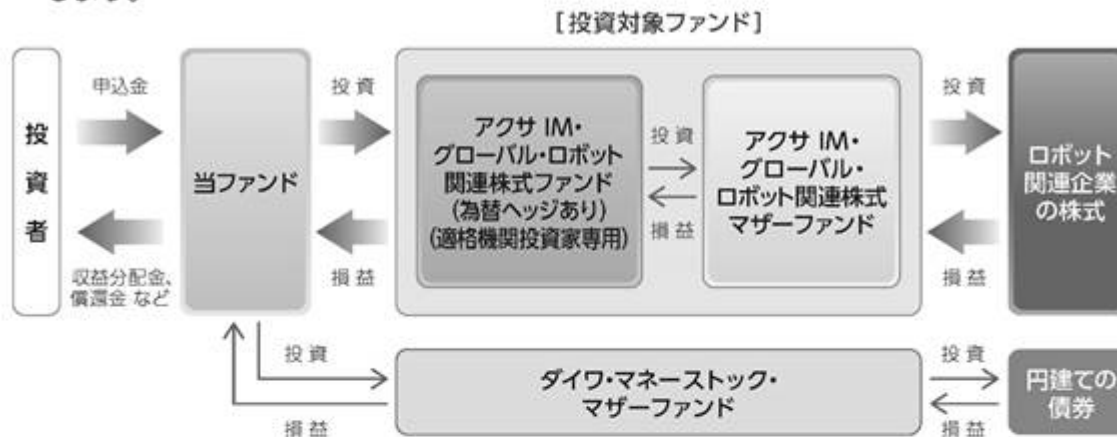 [投資対象ファンド]
投資者
申込金
収益分配金、
償還金 など
当ファンド
投資
損益
アクサ IM・
グローバル・ロボット
関連株式ファンド
(為替ヘッジあり)
(適格機関投資家専用)
投資
損益
アクサ IM・
グローバル・
ロボット関連株式
マザーファンド
投資
損益
ロボット
関連企業
の株式
投資
損益
ダイワ・マネーストック・
マザーファンド
投資
損益
円建ての
債券